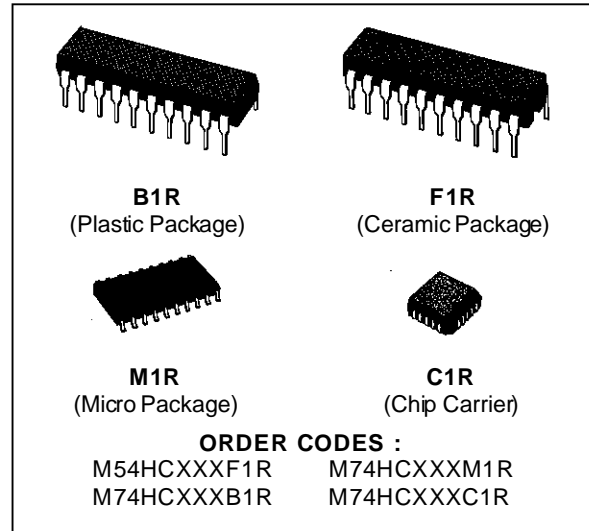 B1R
(Plastic Package)
F1R
(Ceramic Package)
M1R
(Micro Package)
C1R
(Chip Carrier)
ORDER CODES :
M54HCXXXF1R M74HCXXXM1R
M74HCXXXB1R M74HCXXXC1R